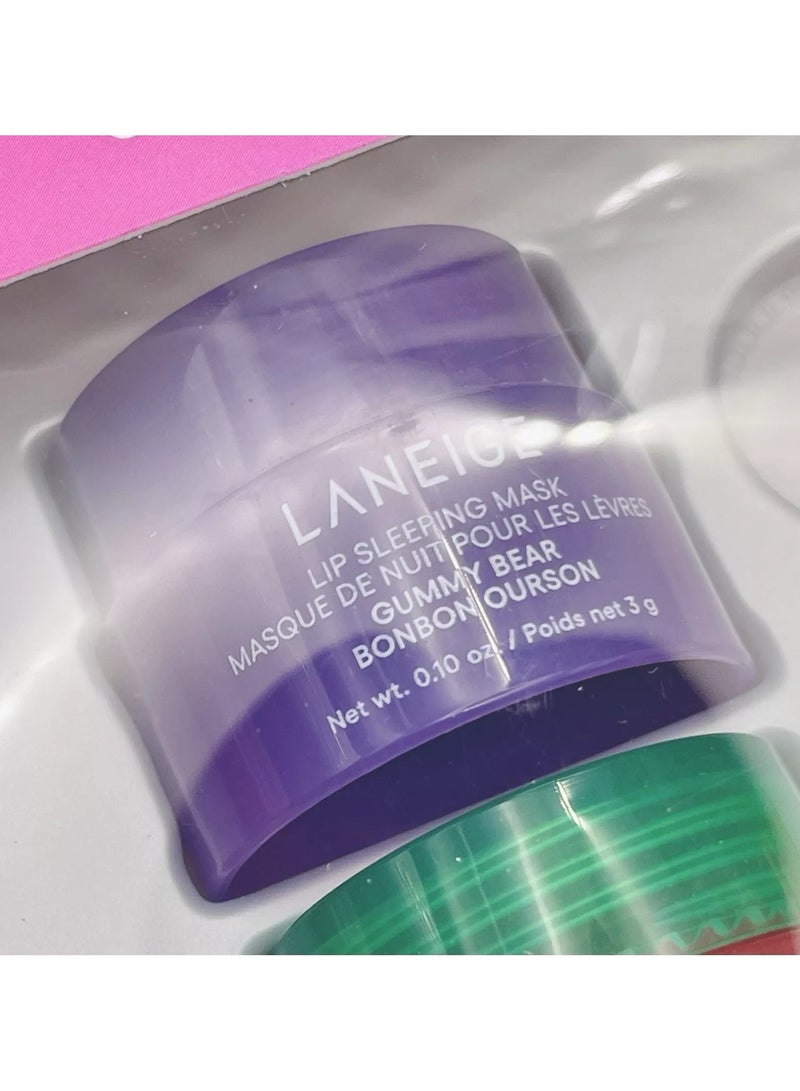 LANEIGE
LIP SLEEPING MASK
MASQUE DE NUIT POUR LES LÈVRES
GUMMY BEAR
BONBON OURSON
Net wt. 0.10 oz. / Poids net 3 g